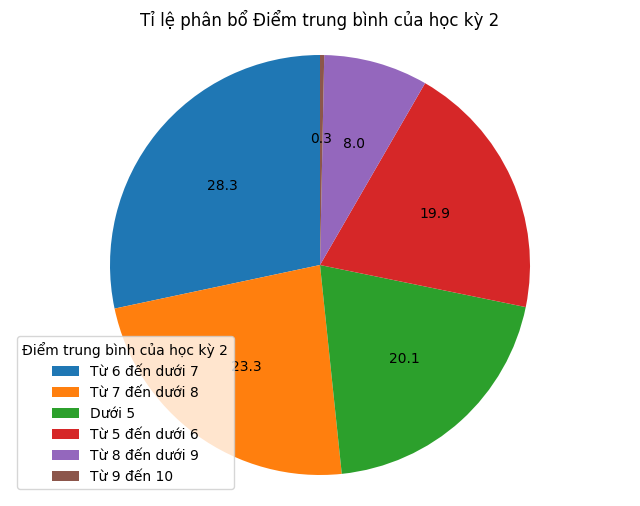 Tỉ lệ phân bổ Điểm trung bình của học kỳ 2
0.3
8.0
28.3
19.9
23.3
20.1
Điểm trung bình của học kỳ 2
Từ 6 đến dưới 7
Từ 7 đến dưới 8
Dưới 5
Từ 5 đến dưới 6
Từ 8 đến dưới 9
Từ 9 đến 10